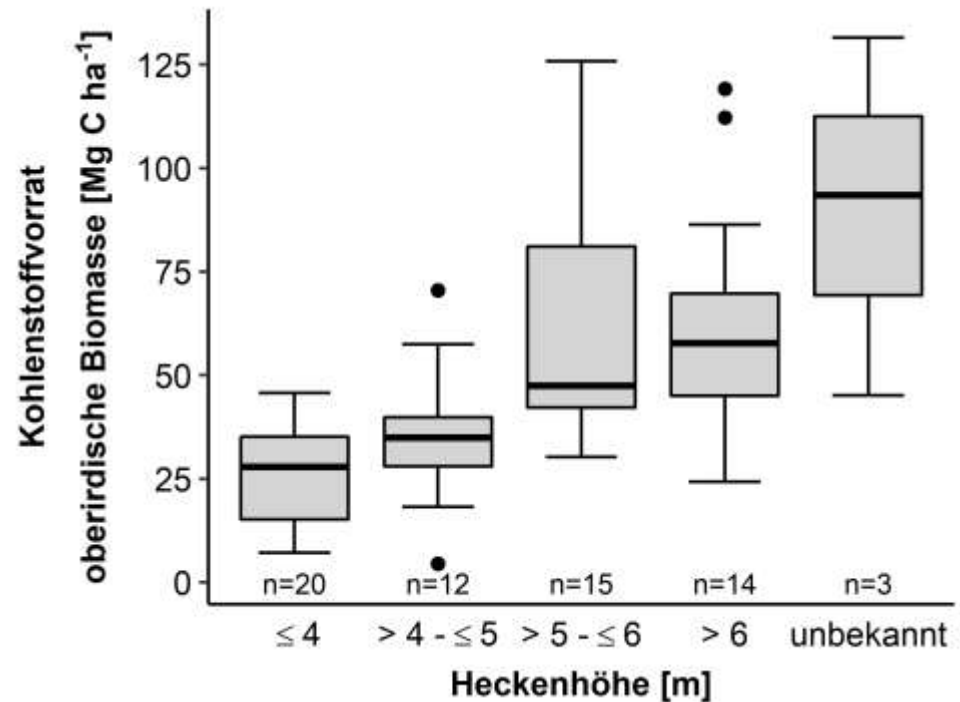 Kohlenstoffvorrat
oberirdische Biomasse [Mg C ha⁻¹]
125
100
75
50
25
0
n=20 n=12 n=15 n=14 n=3
≤ 4 > 4 - ≤ 5 > 5 - ≤ 6 > 6 unbekannt
Heckenhöhe [m]